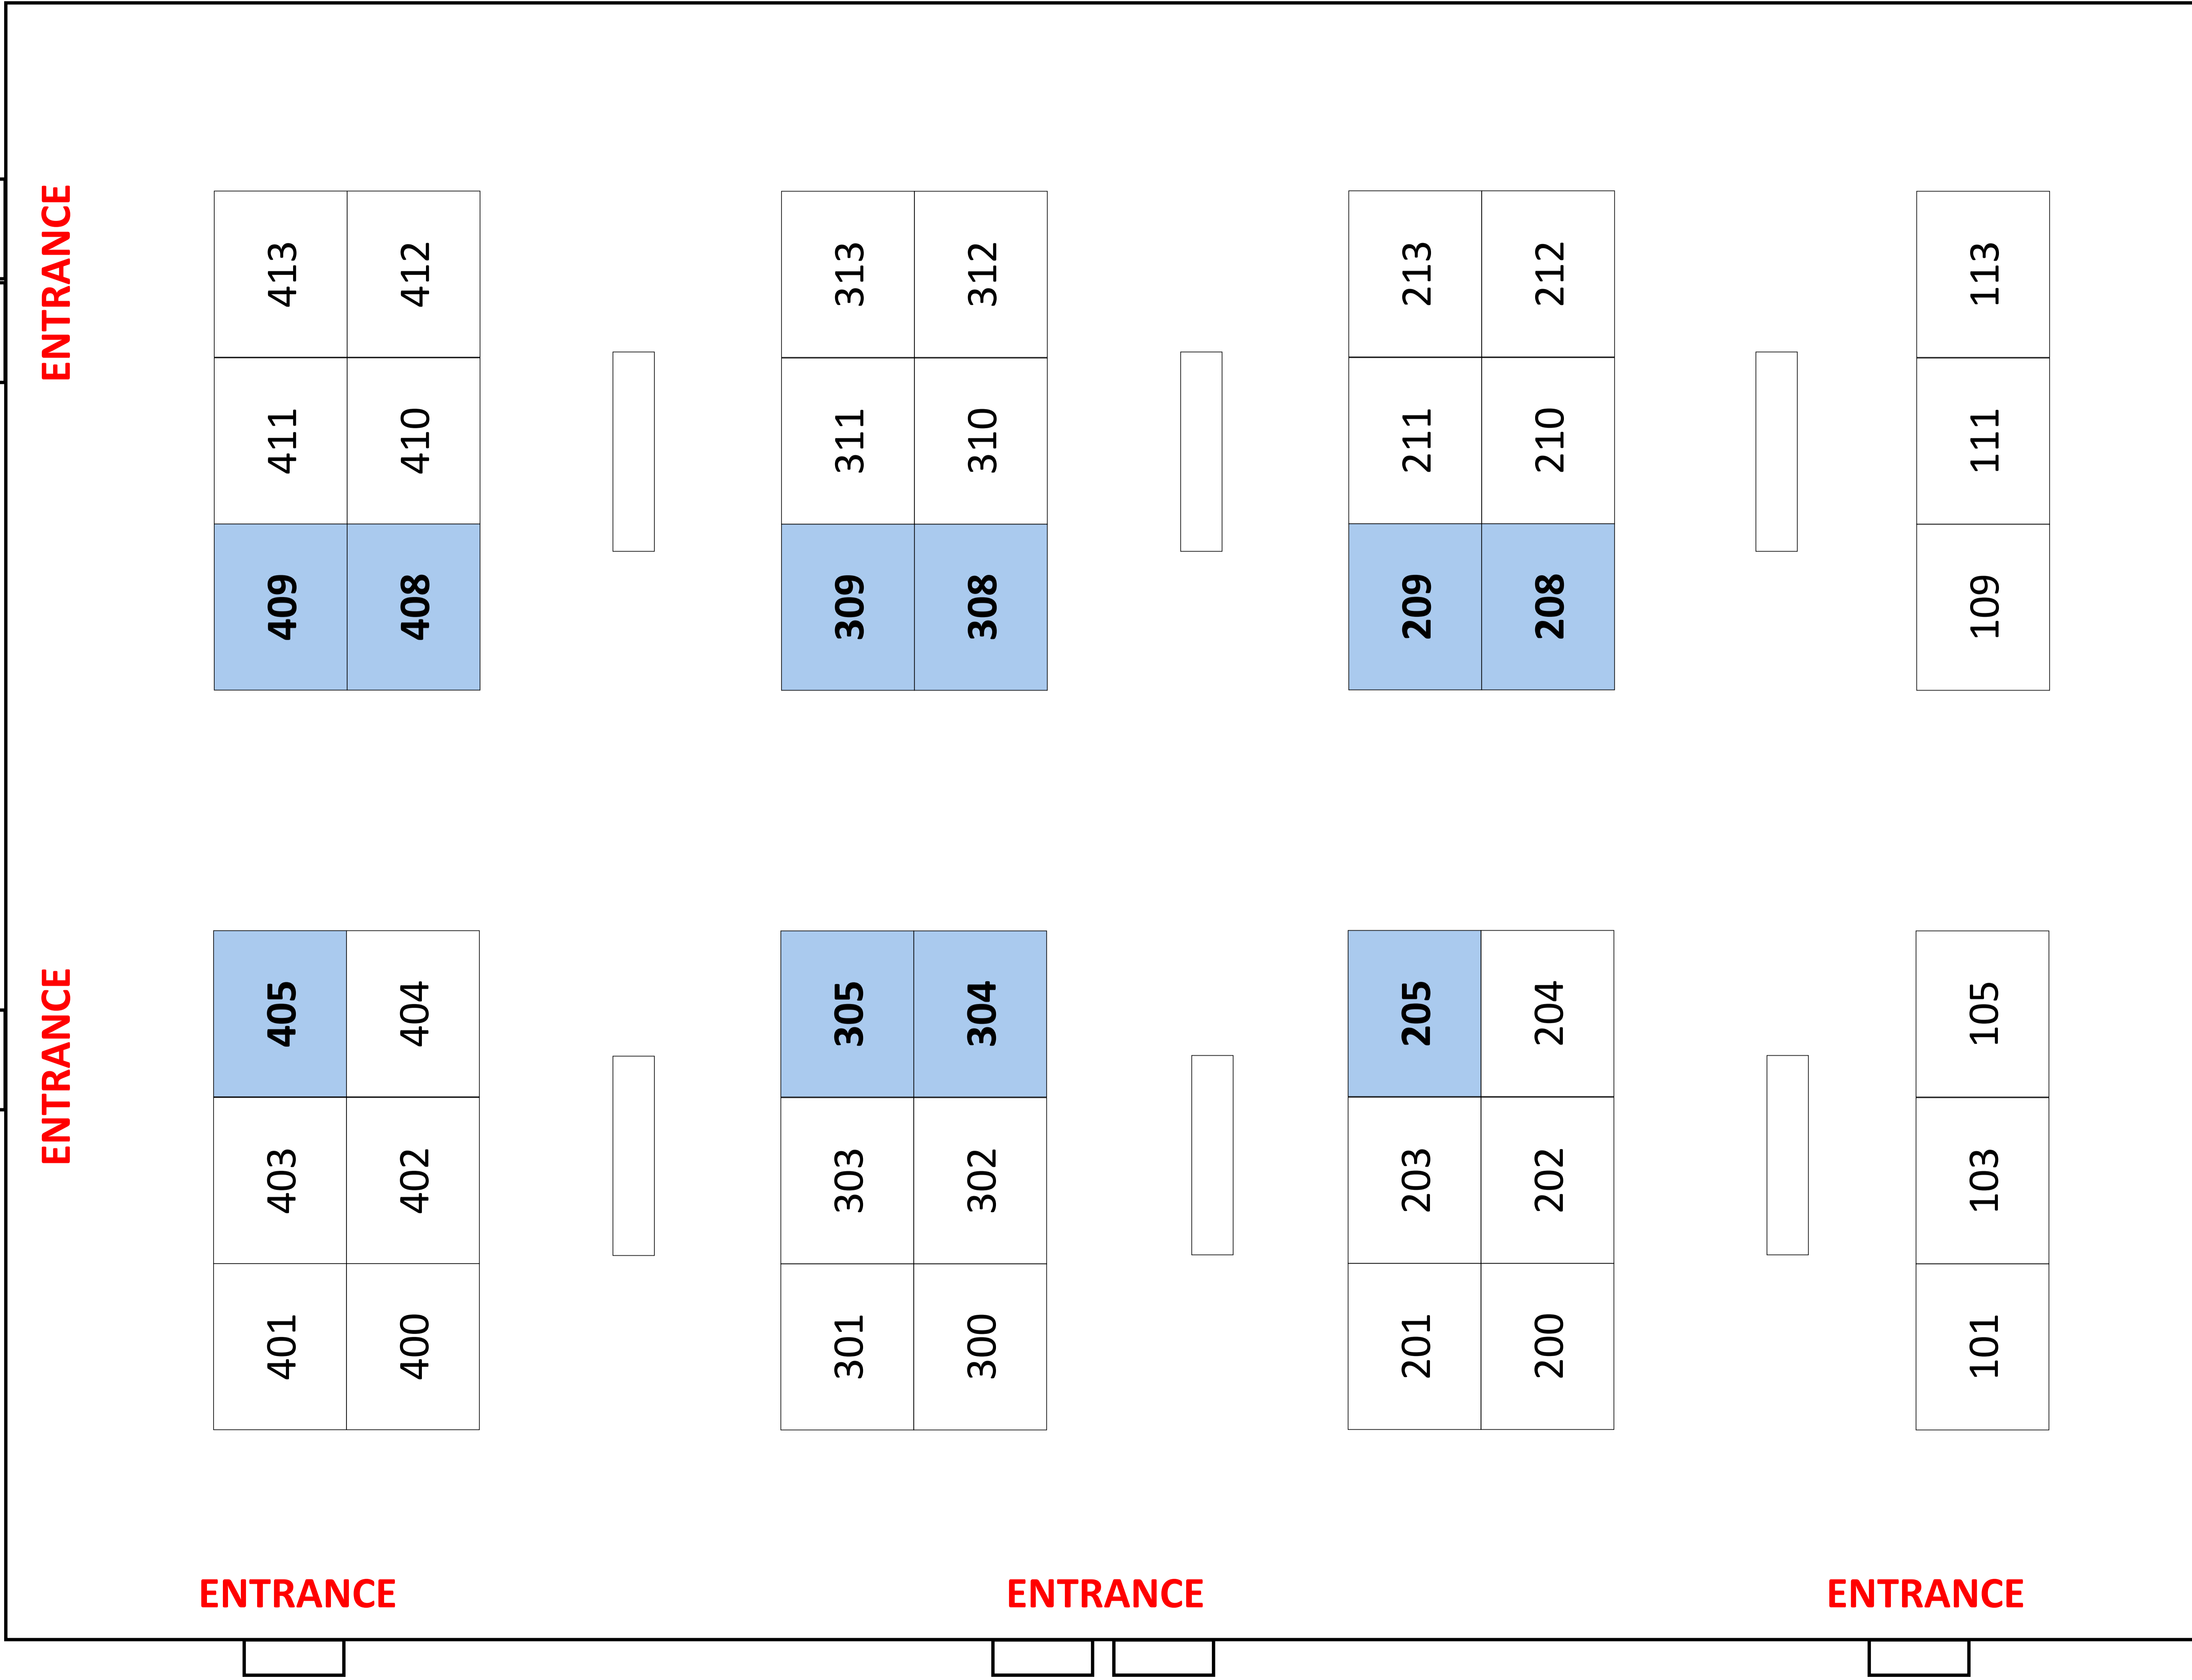 ENTRANCE
413 412 313 312 213 212 113
411 410 311 310 211 210 111
409 408 309 308 209 208 109
ENTRANCE
405 404 305 304 205 204 105
403 402 303 302 203 202 103
401 400 301 300 201 200 101
ENTRANCE ENTRANCE ENTRANCE